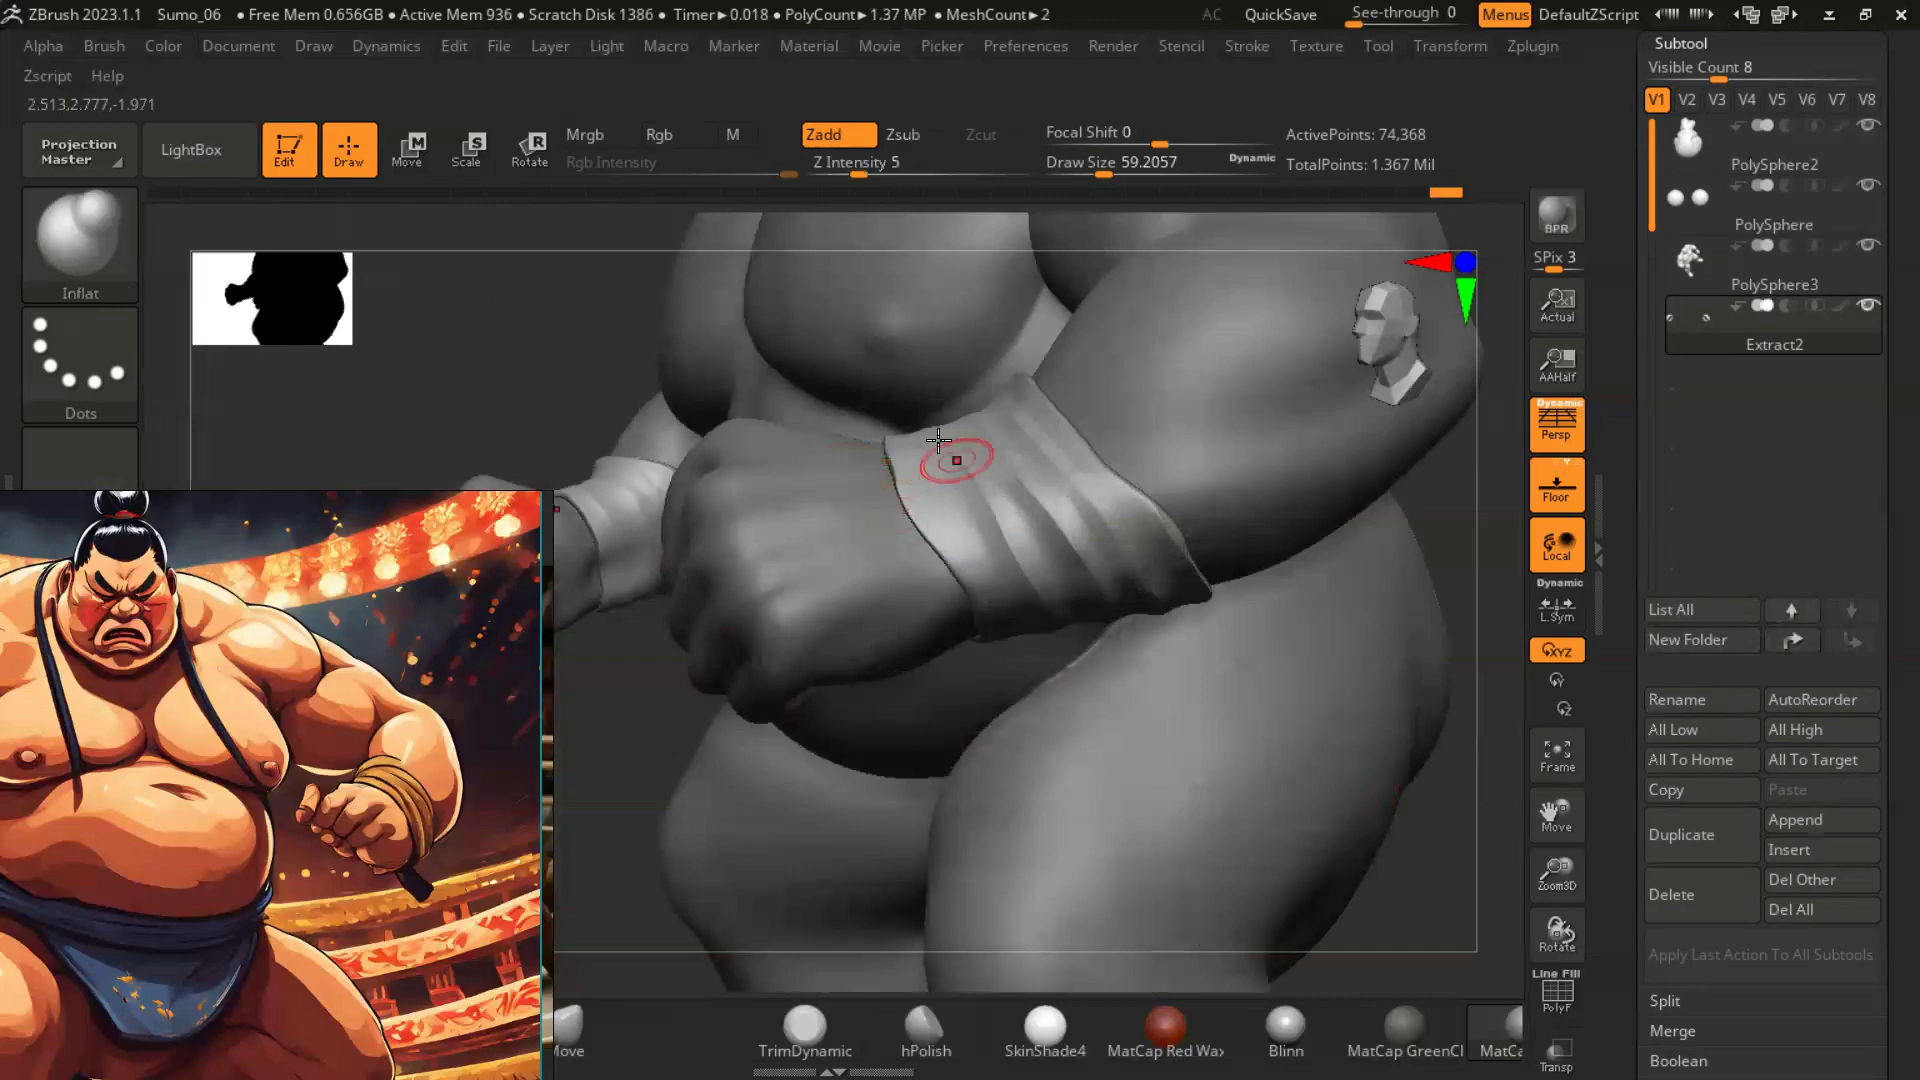 ZBrush 2023.1.1 Sumo_06 • Free Mem 0.656GB • Active Mem 936 • Scratch Disk 1386 • Timer▸0.018 • PolyCount▸1.37 MP • MeshCount▸2 AC QuickSave See-through 0 Menus DefaultZScript
Alpha Brush Color Document Draw Dynamics Edit File Layer Light Macro Marker Material Movie Picker Preferences Render Stencil Stroke Texture Tool Transform Zplugin
Zscript Help
2.513,2.777,-1.971
Projection Master
LightBox
Edit
Draw
Move
Scale
Rotate
Mrgb Rgb M
Rgb Intensity
Zadd Zsub Zcut
Z Intensity 5
Focal Shift 0
Draw Size 59.2057 Dynamic
ActivePoints: 74,368
TotalPoints: 1.367 Mil
Inflat
Dots
BPR
SPix 3
Actual
AAHalf
Dynamic
Persp
Floor
Local
Dynamic
L.Sym
XYZ
Y
Z
Frame
Move
Zoom3D
Rotate
Line Fill
PolyF
Transp
Subtool
Visible Count 8
V1 V2 V3 V4 V5 V6 V7 V8
PolySphere2
PolySphere
PolySphere3
Extract2
List All
New Folder
Rename AutoReorder
All Low All High
All To Home All To Target
Copy Paste
Duplicate Append
Insert
Delete Del Other
Del All
Apply Last Action To All Subtools
Split
Merge
Boolean
Move TrimDynamic hPolish SkinShade4 MatCap Red Wax Blinn MatCap GreenCl MatCa